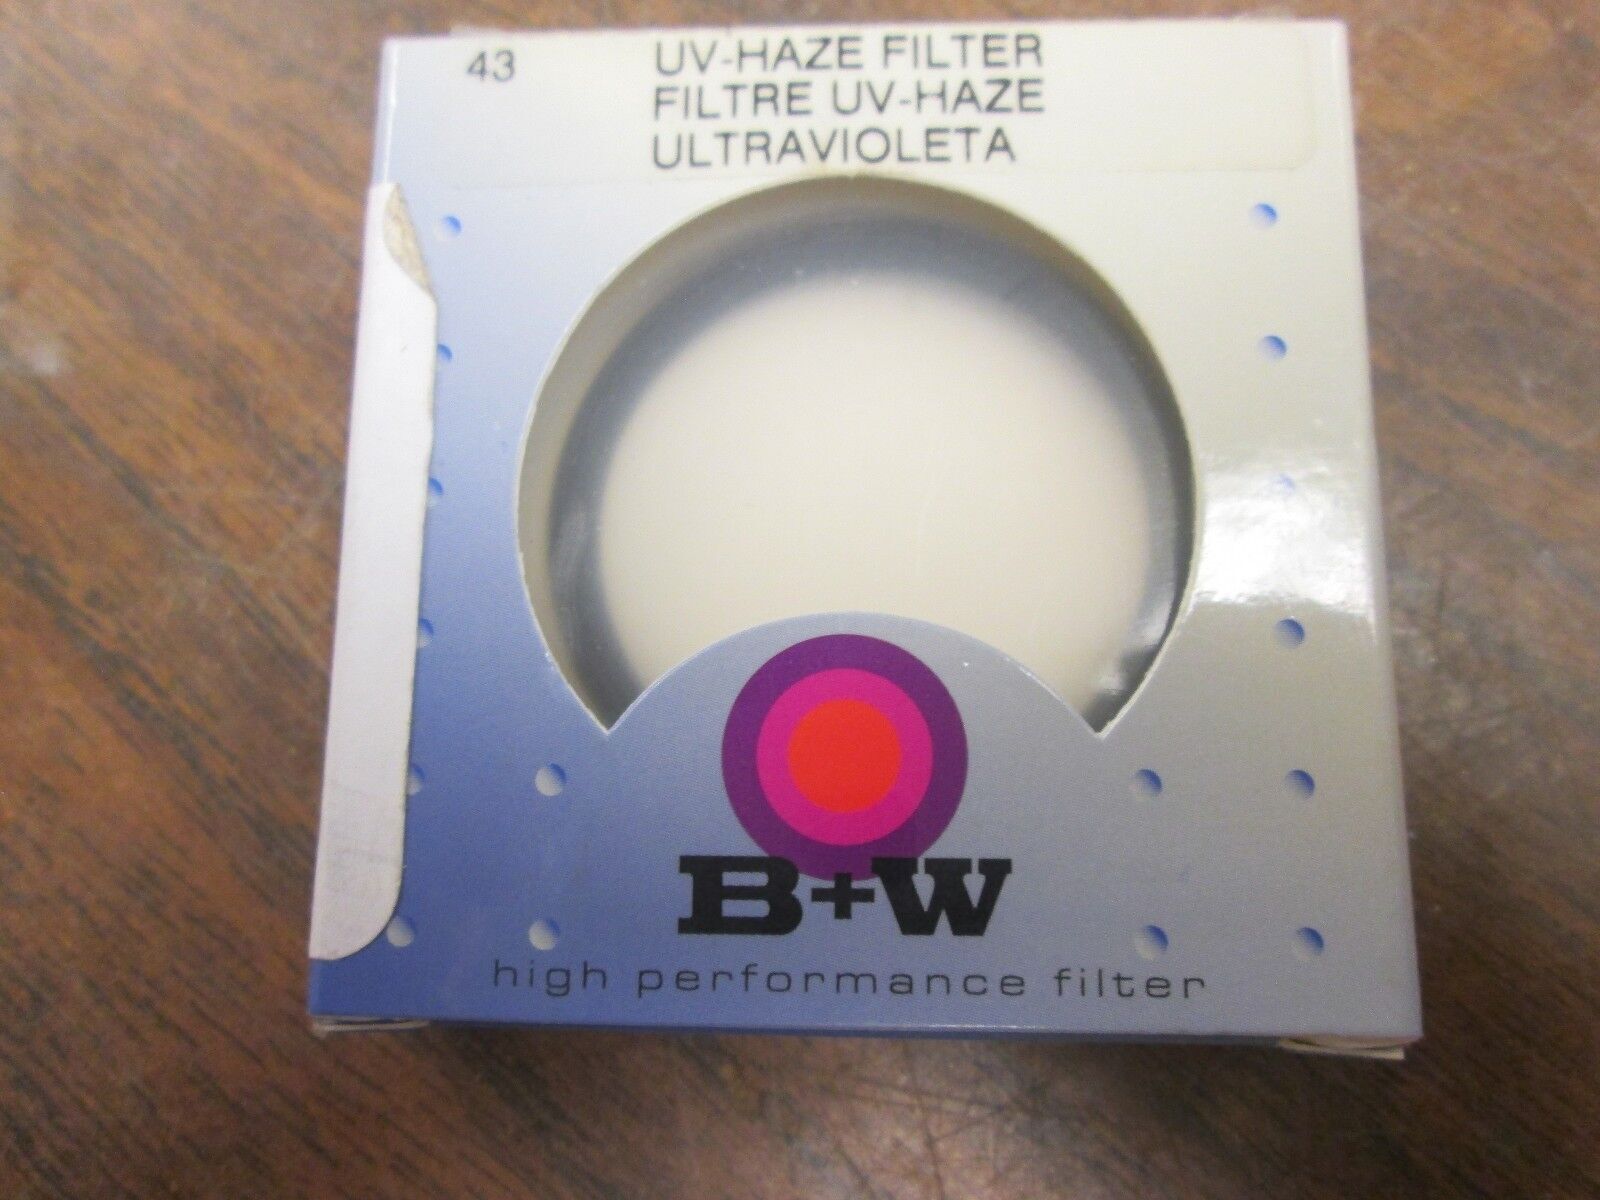 43 UV-HAZE FILTER
FILTRE UV-HAZE
ULTRAVIOLETA
B+W
high performance filter